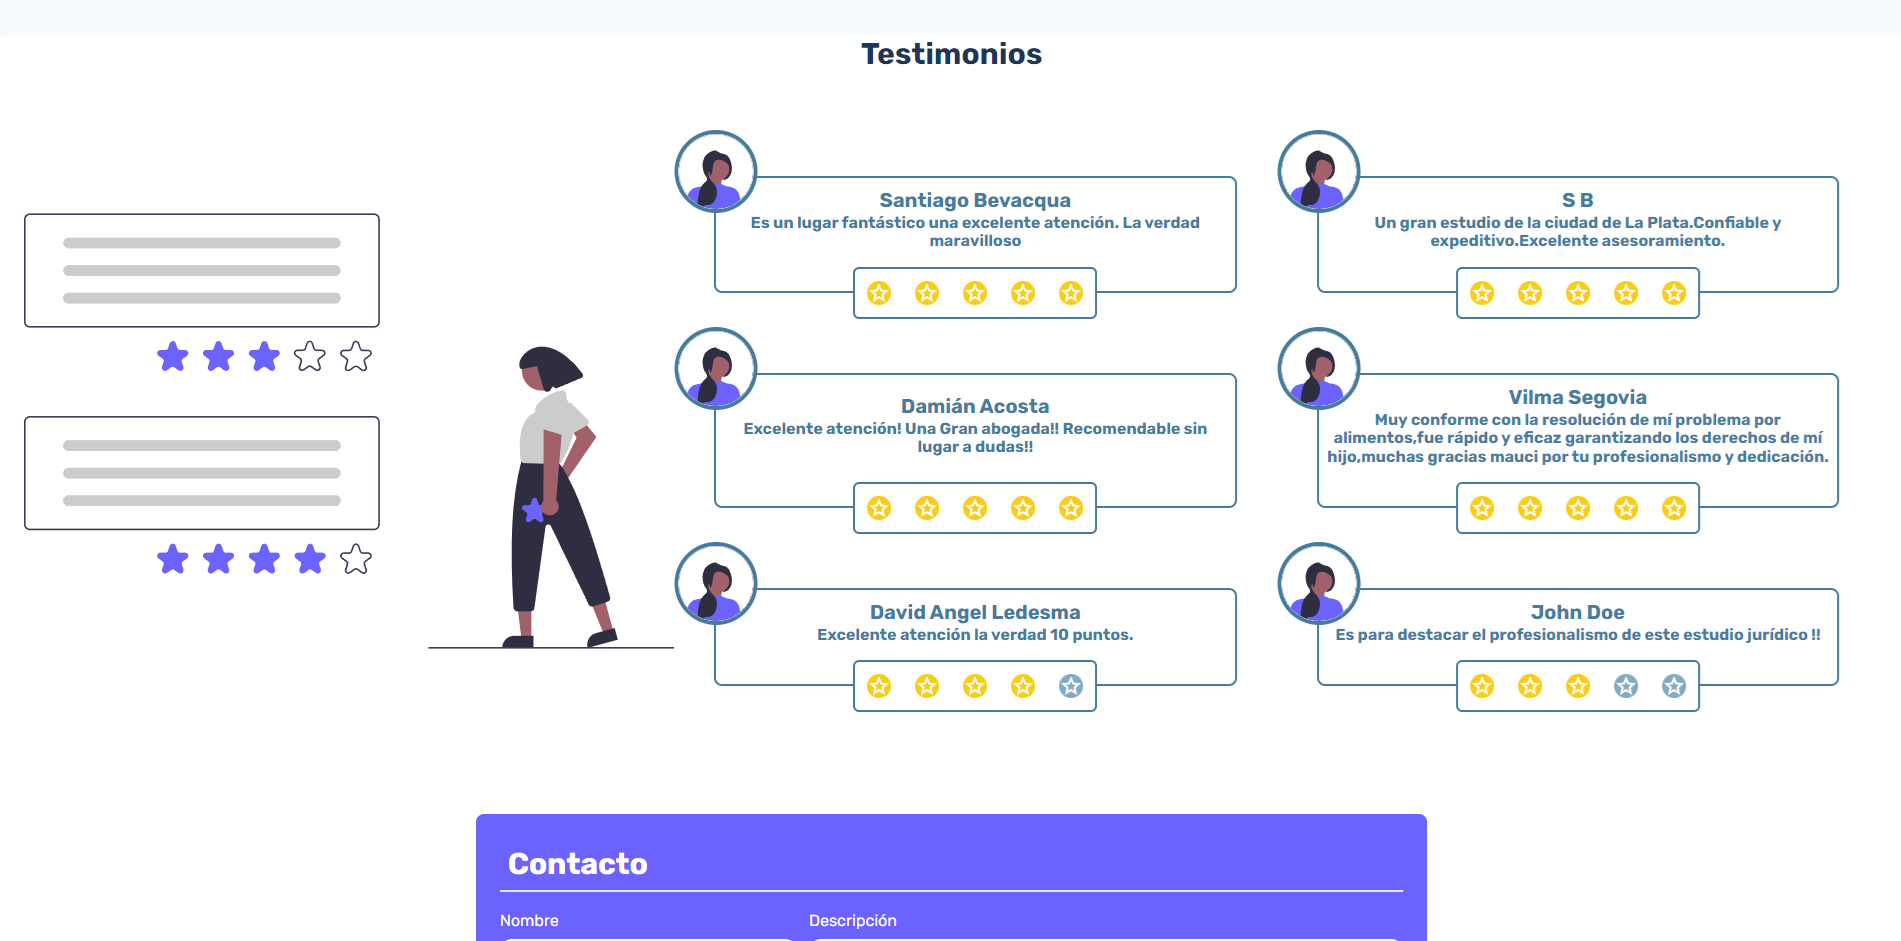 Testimonios
Santiago Bevacqua
Es un lugar fantástico una excelente atención. La verdad
maravilloso
S B
Un gran estudio de la ciudad de La Plata.Confiable y
expeditivo.Excelente asesoramiento.
Damián Acosta
Excelente atención! Una Gran abogada!! Recomendable sin
lugar a dudas!!
Vilma Segovia
Muy conforme con la resolución de mí problema por
alimentos,fue rápido y eficaz garantizando los derechos de mí
hijo,muchas gracias mauci por tu profesionalismo y dedicación.
David Angel Ledesma
Excelente atención la verdad 10 puntos.
John Doe
Es para destacar el profesionalismo de este estudio jurídico !!
Contacto
Nombre
Descripción